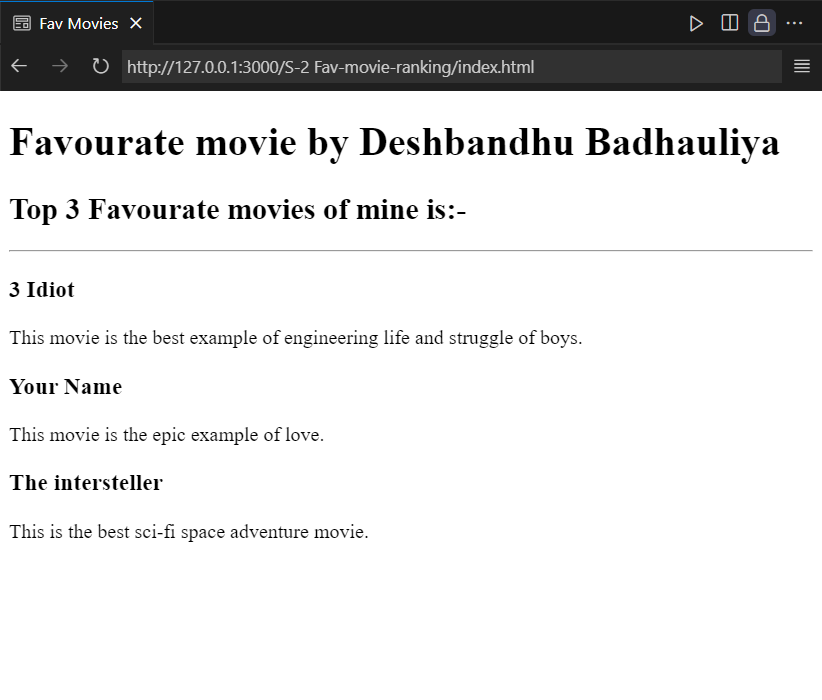 Fav Movies
http://127.0.0.1:3000/S-2 Fav-movie-ranking/index.html
Favourate movie by Deshbandhu Badhauliya
Top 3 Favourate movies of mine is:-
3 Idiot
This movie is the best example of engineering life and struggle of boys.
Your Name
This movie is the epic example of love.
The intersteller
This is the best sci-fi space adventure movie.